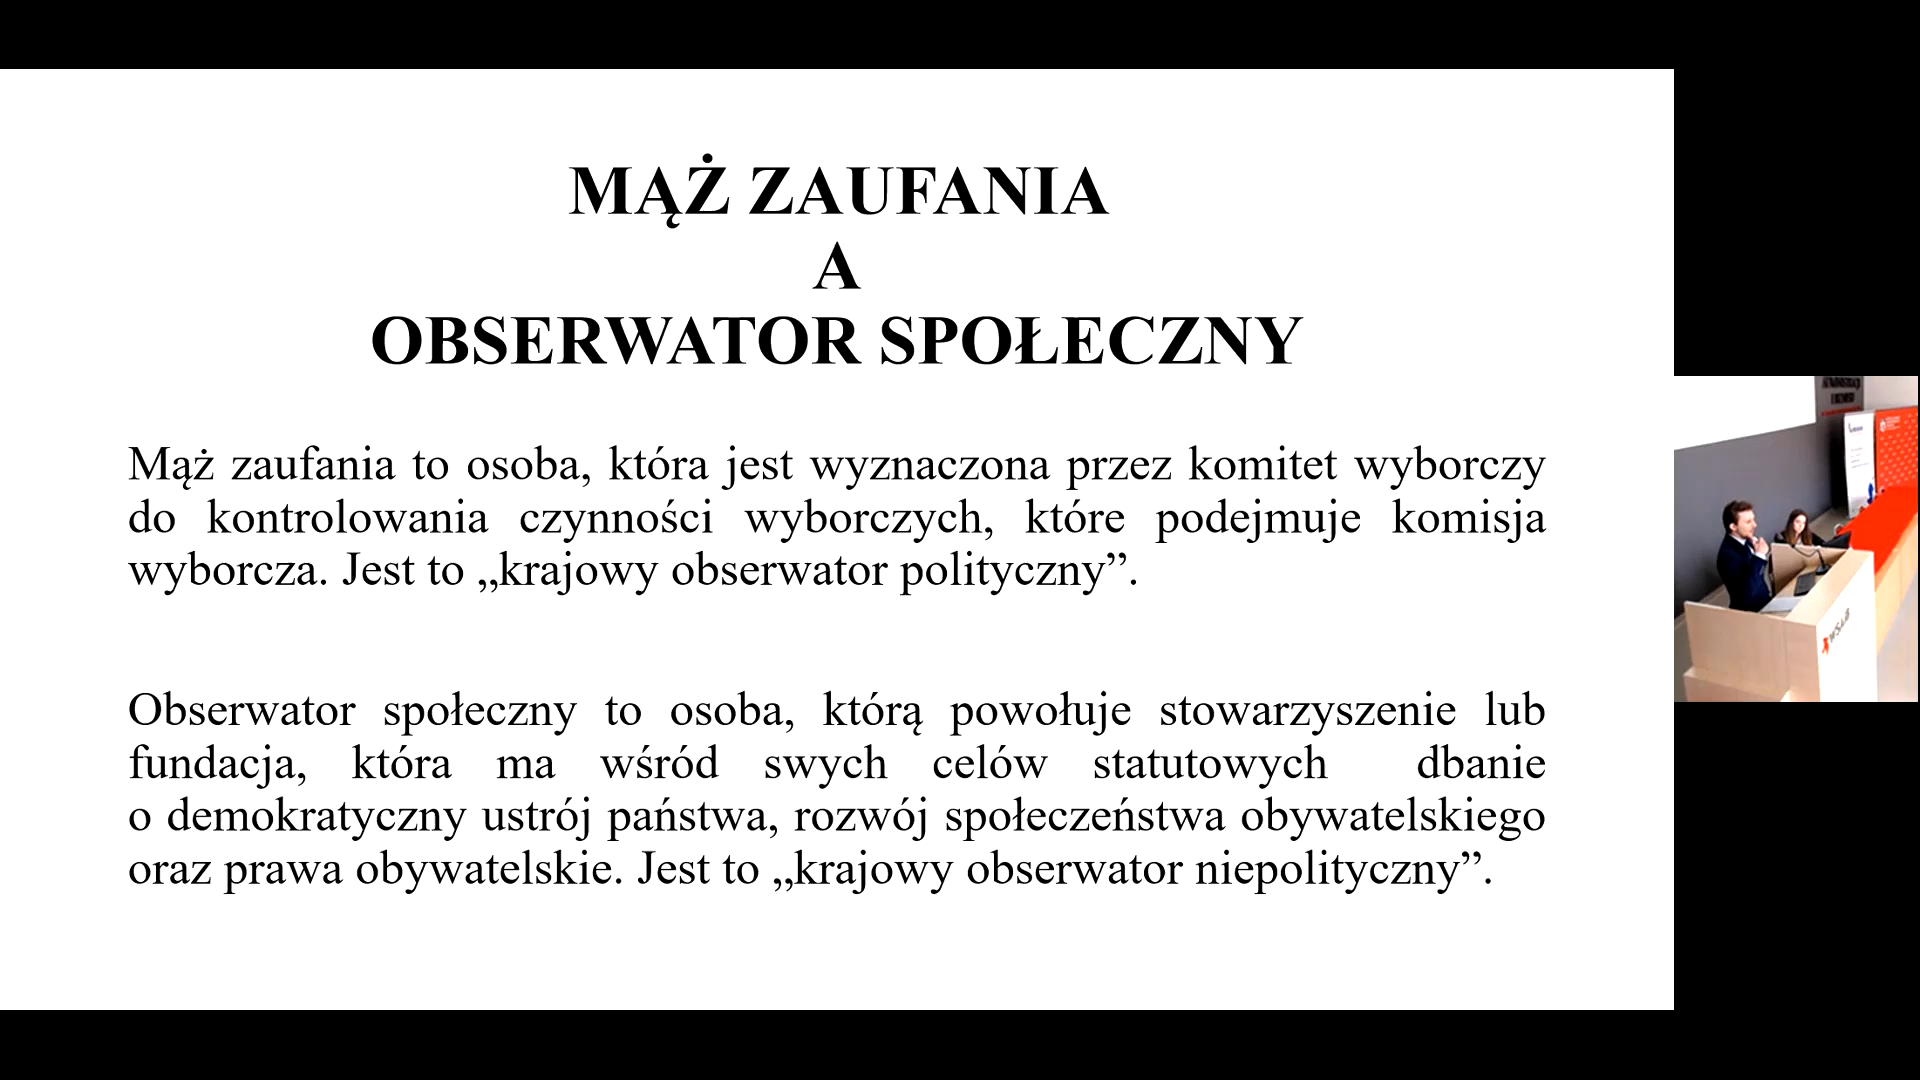 MĄŻ ZAUFANIA
A
OBSERWATOR SPOŁECZNY
Mąż zaufania to osoba, która jest wyznaczona przez komitet wyborczy
do kontrolowania czynności wyborczych, które podejmuje komisja
wyborcza. Jest to „krajowy obserwator polityczny”.
Obserwator społeczny to osoba, którą powołuje stowarzyszenie lub
fundacja, która ma wśród swych celów statutowych dbanie
o demokratyczny ustrój państwa, rozwój społeczeństwa obywatelskiego
oraz prawa obywatelskie. Jest to „krajowy obserwator niepolityczny”.
WSAB